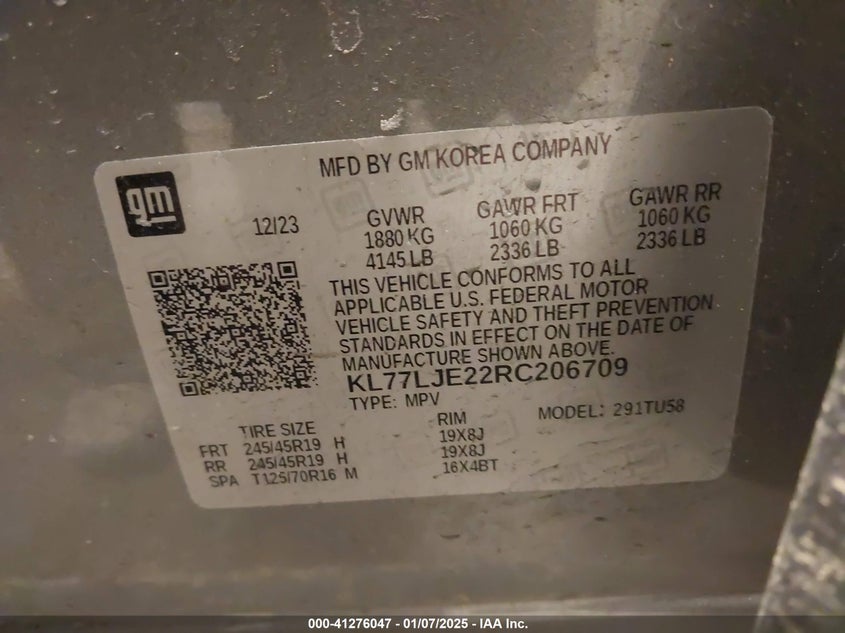 gm
MFD BY GM KOREA COMPANY
12/23
GVWR
1880 KG
4145 LB
GAWR FRT
1060 KG
2336 LB
GAWR RR
1060 KG
2336 LB
THIS VEHICLE CONFORMS TO ALL
APPLICABLE U.S. FEDERAL MOTOR
VEHICLE SAFETY AND THEFT PREVENTION
STANDARDS IN EFFECT ON THE DATE OF
MANUFACTURE SHOWN ABOVE.
KL77LJE22RC206709
TYPE: MPV
MODEL: 291TU58
TIRE SIZE RIM
FRT 245/45R19 H 19X8J
RR 245/45R19 H 19X8J
SPA T125/70R16 M 16X4BT
000-41276047 - 01/07/2025 - IAA Inc.